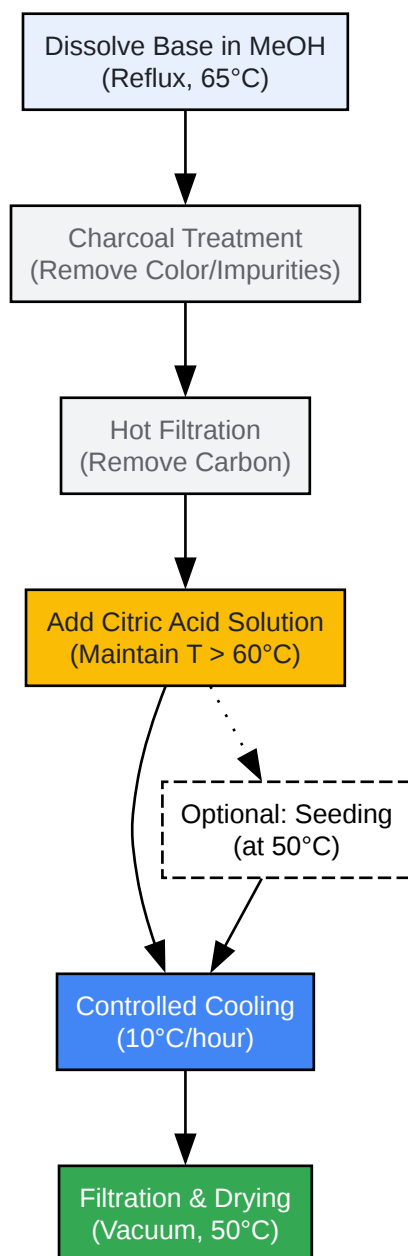 Dissolve Base in MeOH
(Reflux, 65°C)
Charcoal Treatment
(Remove Color/Impurities)
Hot Filtration
(Remove Carbon)
Add Citric Acid Solution
(Maintain T > 60°C)
Optional: Seeding
(at 50°C)
Controlled Cooling
(10°C/hour)
Filtration & Drying
(Vacuum, 50°C)